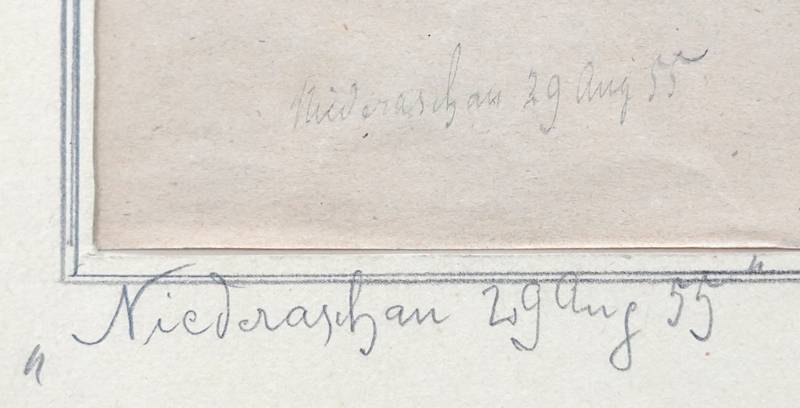 Niederaschau 29 Aug 55
„Niederaschau 29 Aug 55"